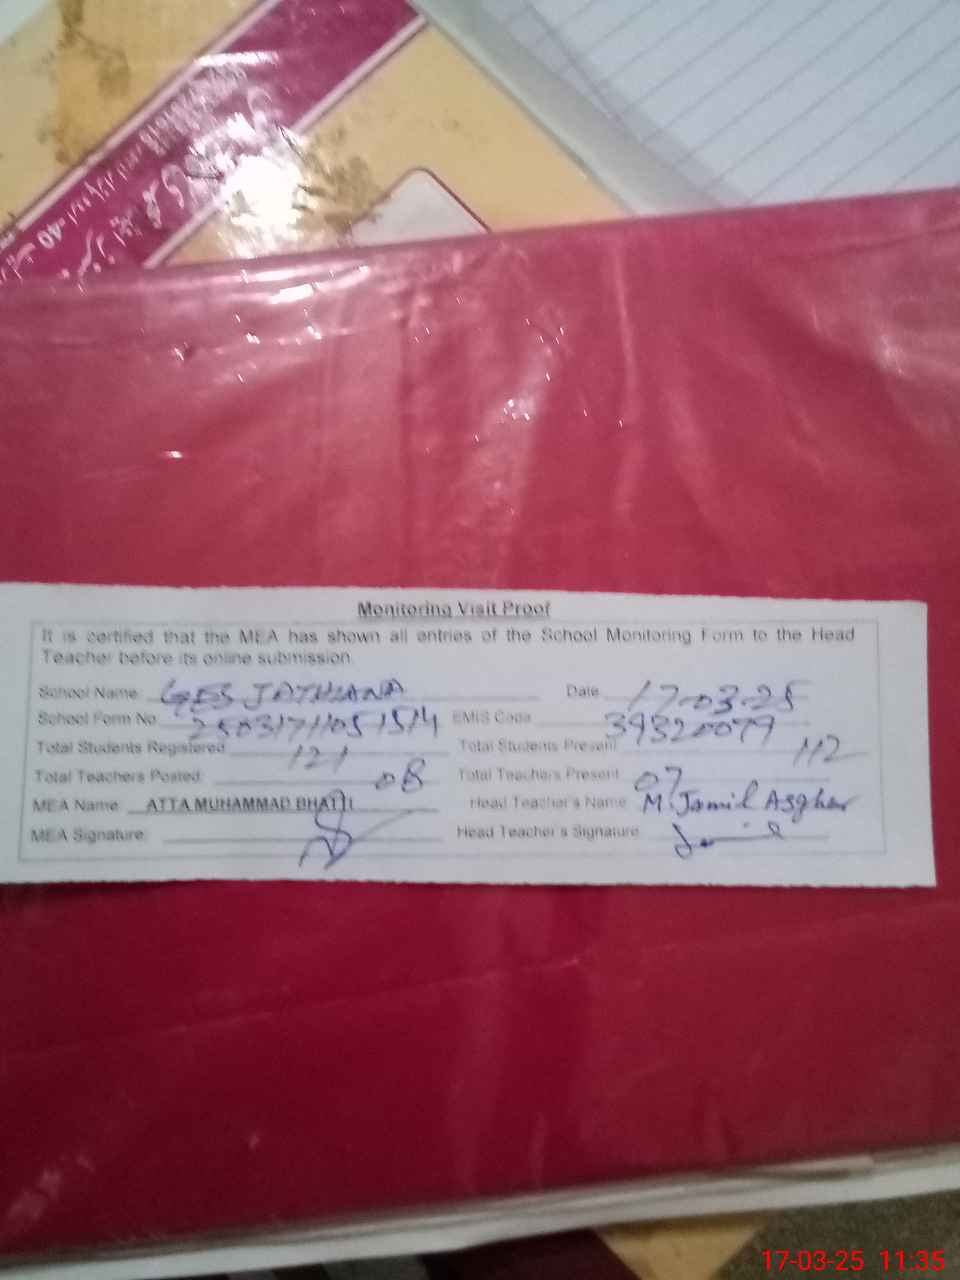 40
Monitoring Visit Proof
It is certified that the MEA has shown all entries of the School Monitoring Form to the Head
Teacher before its online submission.
School Name GES JATHLANA Date 17-03-25
School Form No. 25031711051514 EMIS Code 39320079
Total Students Registered 121 Total Students Present 112
Total Teachers Posted: 08 Total Teachers Present 07
MEA Name: ATTA MUHAMMAD BHATTI Head Teacher's Name M. Jamil Asghar
MEA Signature: Head Teacher's Signature
17-03-25 11:35